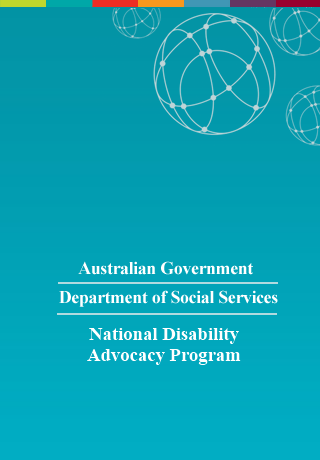 Australian Government
Department of Social Services
National Disability
Advocacy Program